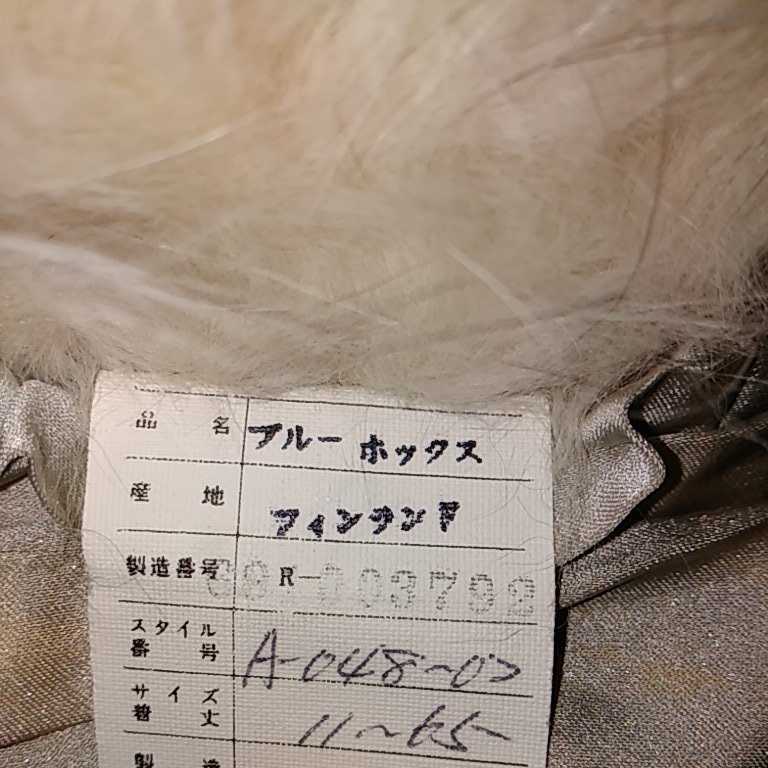 品名 ブルー ホックス
産地 フィンランド
製造番号 R-
スタイル番号 A-048-02
サイズ着丈 11~65-
製造